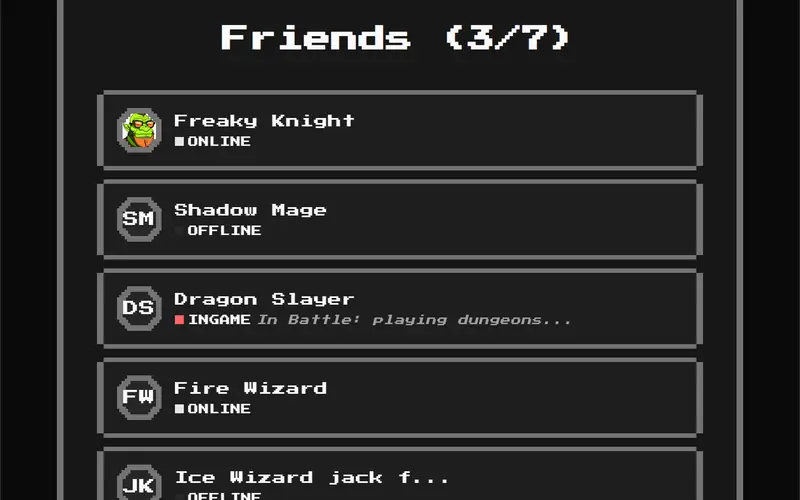 Friends (3/7)
Freaky Knight
ONLINE
SM
Shadow Mage
OFFLINE
DS
Dragon Slayer
INGAME In Battle: playing dungeons...
FW
Fire Wizard
ONLINE
JK
Ice Wizard jack f...
OFFLINE